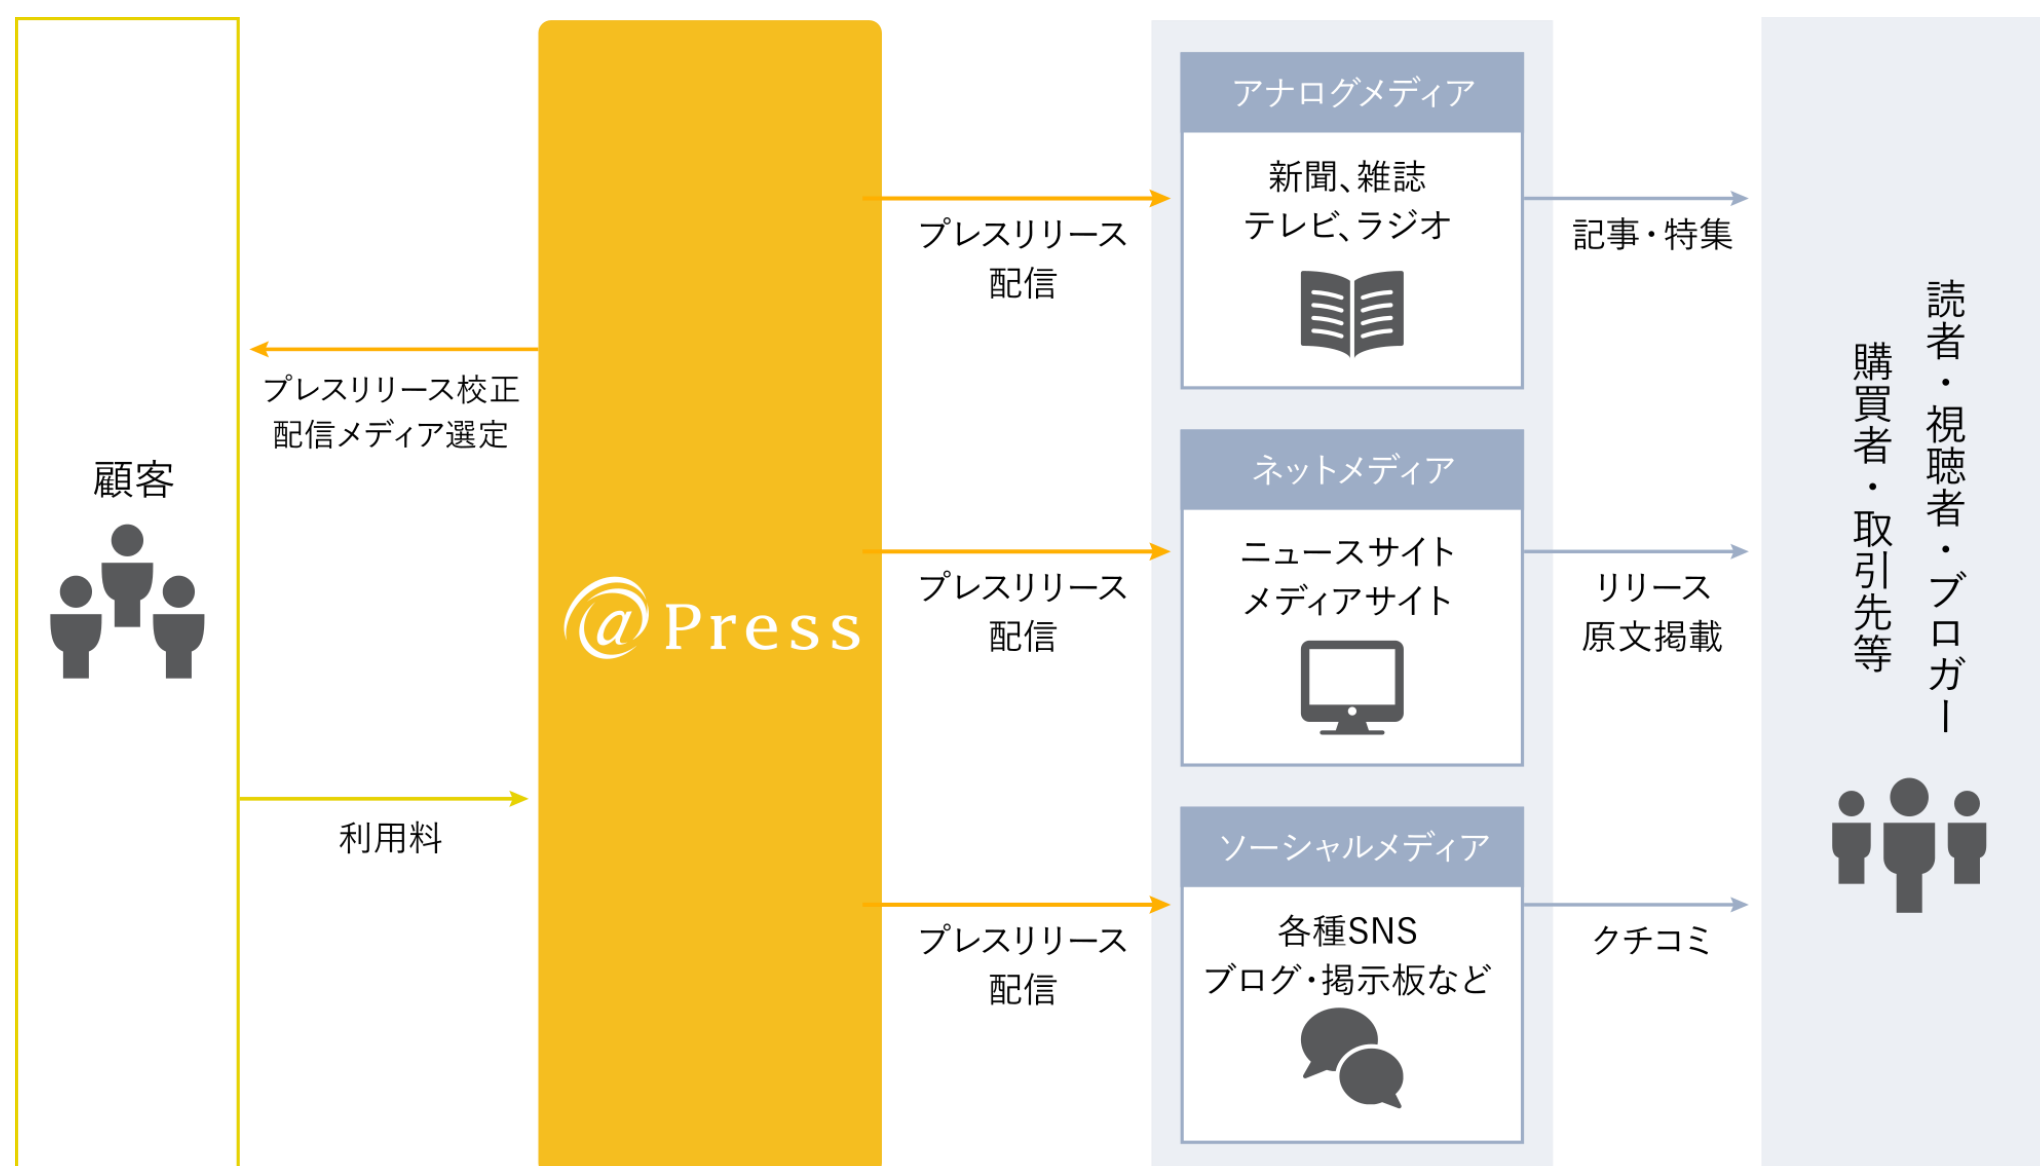 顧客
プレスリリース校正
配信メディア選定
利用料
@Press
プレスリリース
配信
プレスリリース
配信
プレスリリース
配信
アナログメディア
新聞、雑誌
テレビ、ラジオ
ネットメディア
ニュースサイト
メディアサイト
ソーシャルメディア
各種SNS
ブログ・掲示板など
記事・特集
リリース
原文掲載
クチコミ
読者・視聴者・ブロガー
購買者・取引先等